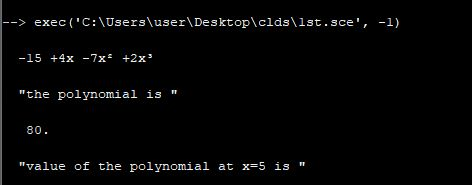 --> exec('C:\Users\user\Desktop\clds\1st.sce', -1)
-15 +4x -7x² +2x³
"the polynomial is "
80.
"value of the polynomial at x=5 is "